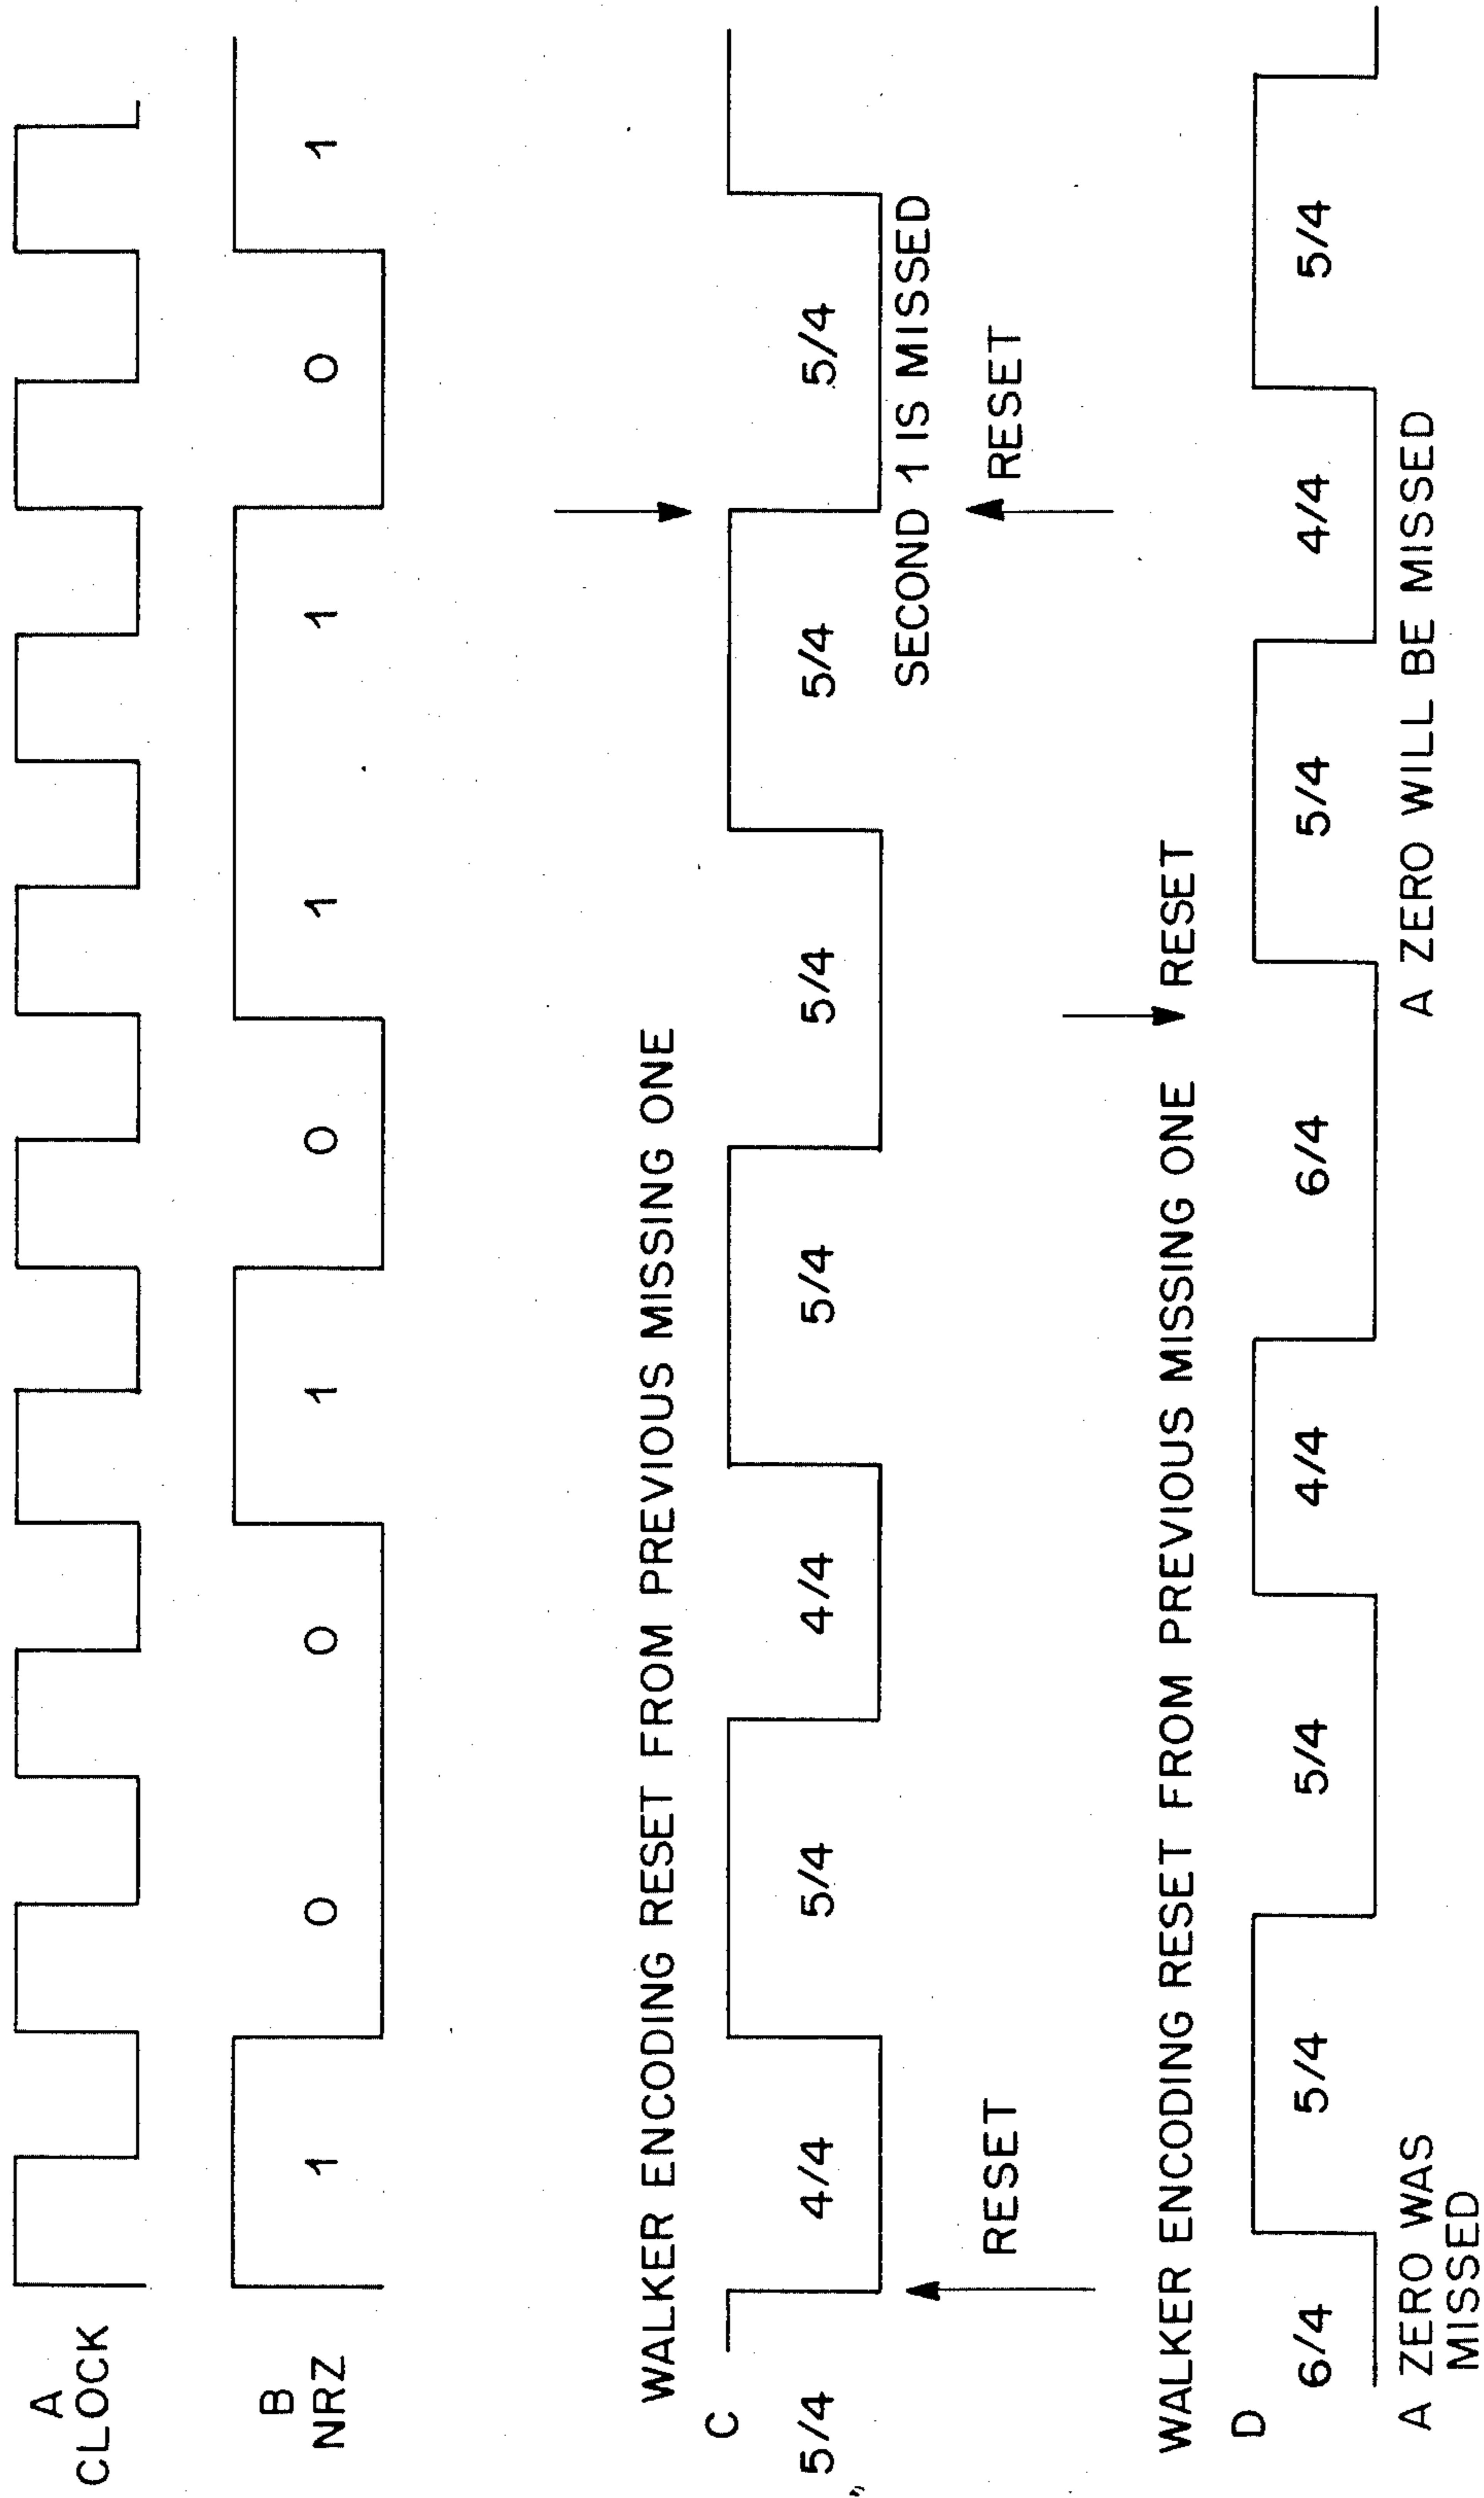 A
CLOCK
B
NRZ
1 0 0 1 0 1 1 0 1
WALKER ENCODING RESET FROM PREVIOUS MISSING ONE
C
5/4 4/4 5/4 4/4 5/4 5/4 5/4 5/4
SECOND 1 IS MISSED
RESET
RESET
WALKER ENCODING RESET FROM PREVIOUS MISSING ONE
RESET
D
6/4 5/4 5/4 4/4 6/4 5/4 4/4 5/4
A ZERO WAS
MISSED
A ZERO WILL BE MISSED